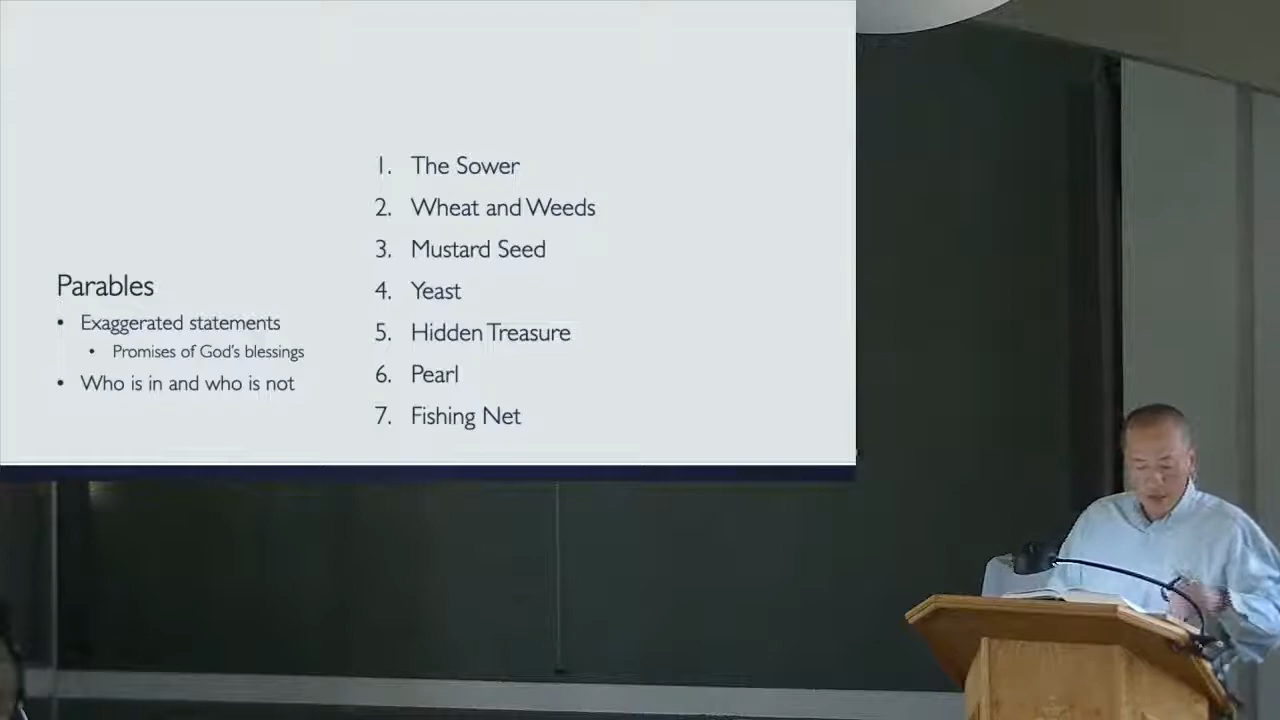 Parables
• Exaggerated statements
• Promises of God's blessings
• Who is in and who is not
1. The Sower
2. Wheat and Weeds
3. Mustard Seed
4. Yeast
5. Hidden Treasure
6. Pearl
7. Fishing Net